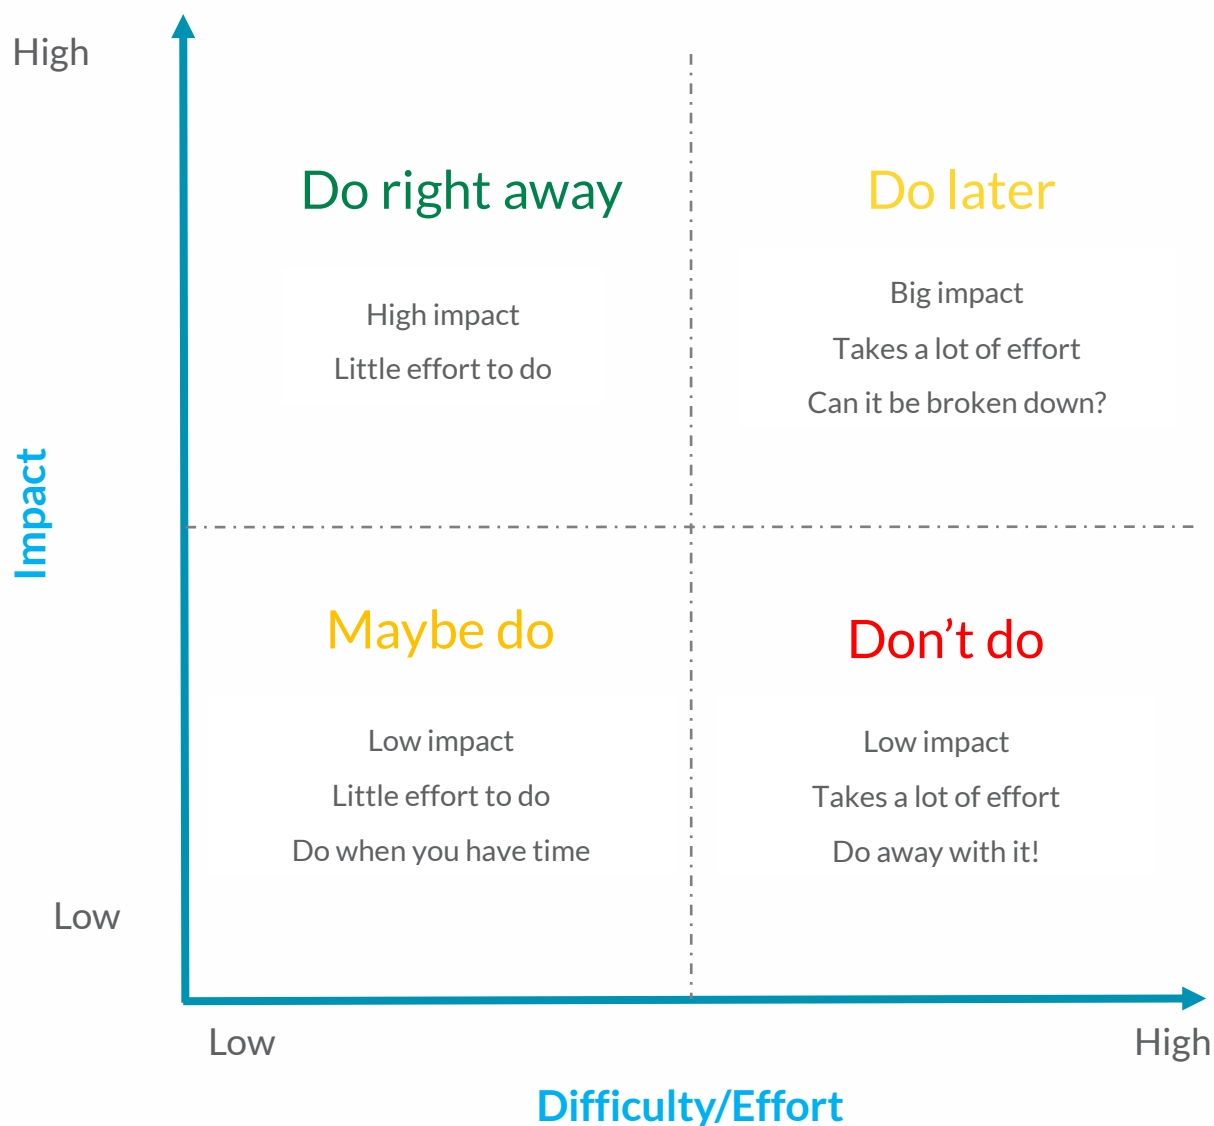 High
Do right away
High impact
Little effort to do
Do later
Big impact
Takes a lot of effort
Can it be broken down?
Impact
Maybe do
Low impact
Little effort to do
Do when you have time
Don’t do
Low impact
Takes a lot of effort
Do away with it!
Low
Low
High
Difficulty/Effort